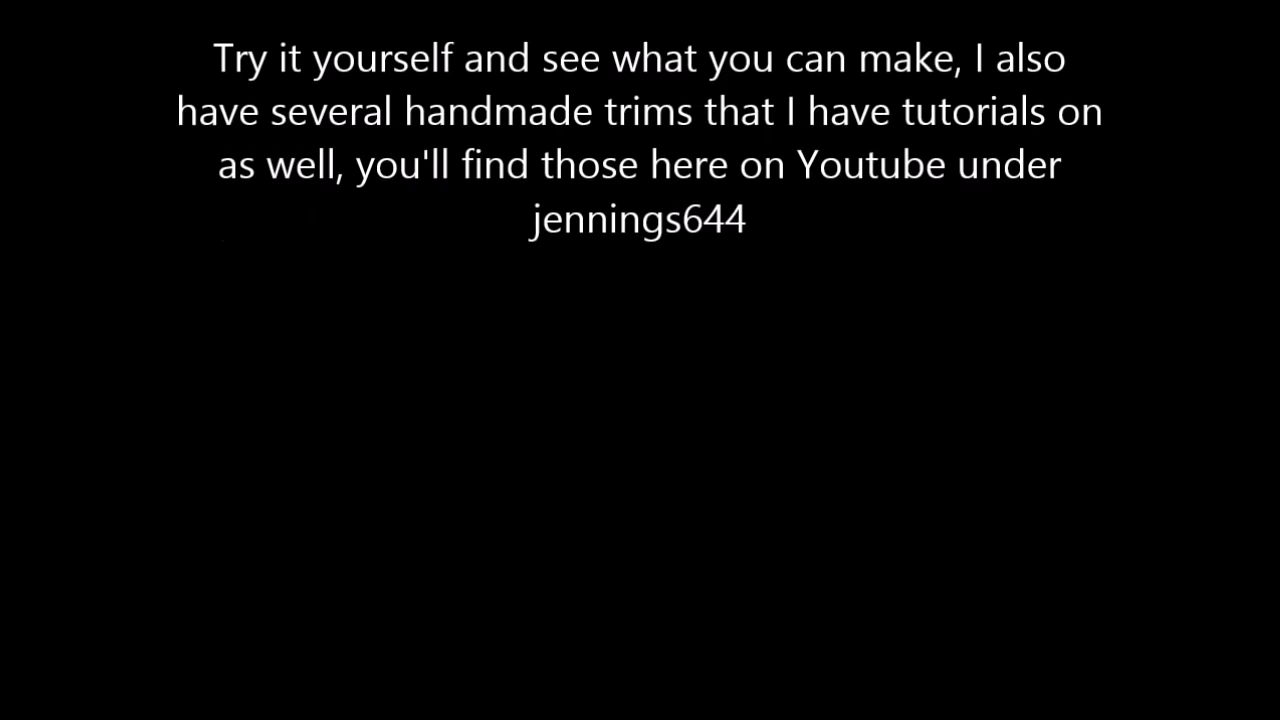 Try it yourself and see what you can make, I also
have several handmade trims that I have tutorials on
as well, you'll find those here on Youtube under
jennings644